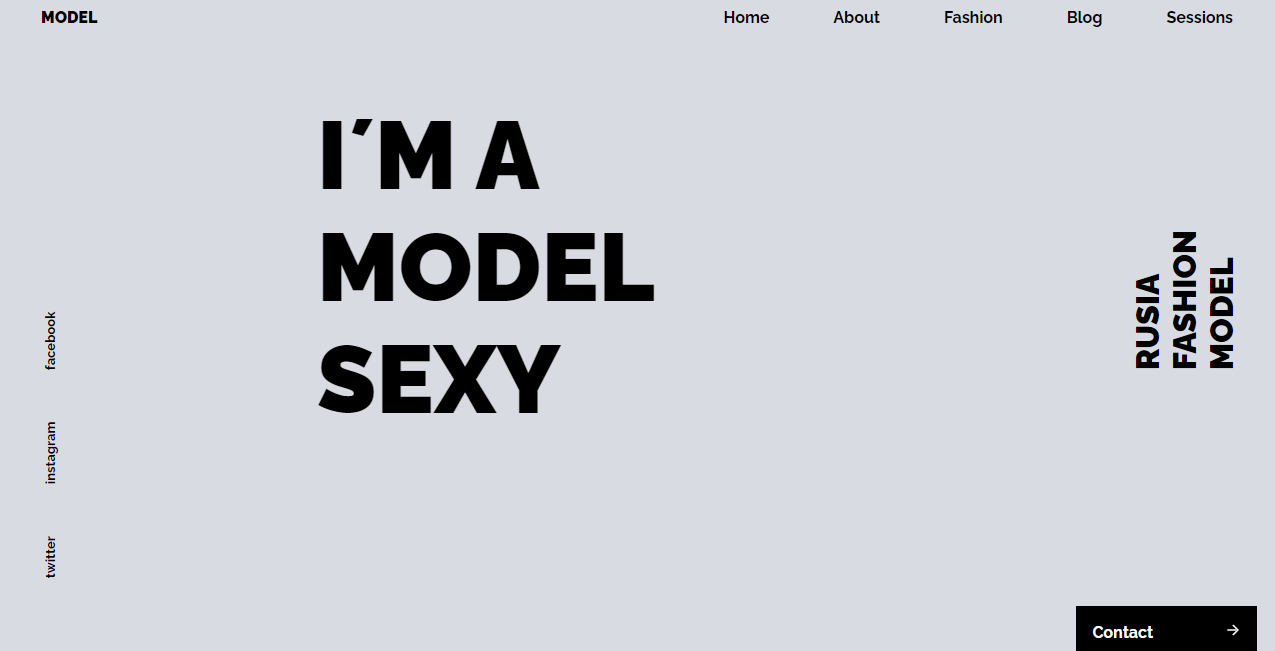 MODEL
Home About Fashion Blog Sessions
I´M A
MODEL
SEXY
RUSIA
FASHION
MODEL
facebook
instagram
twitter
Contact →